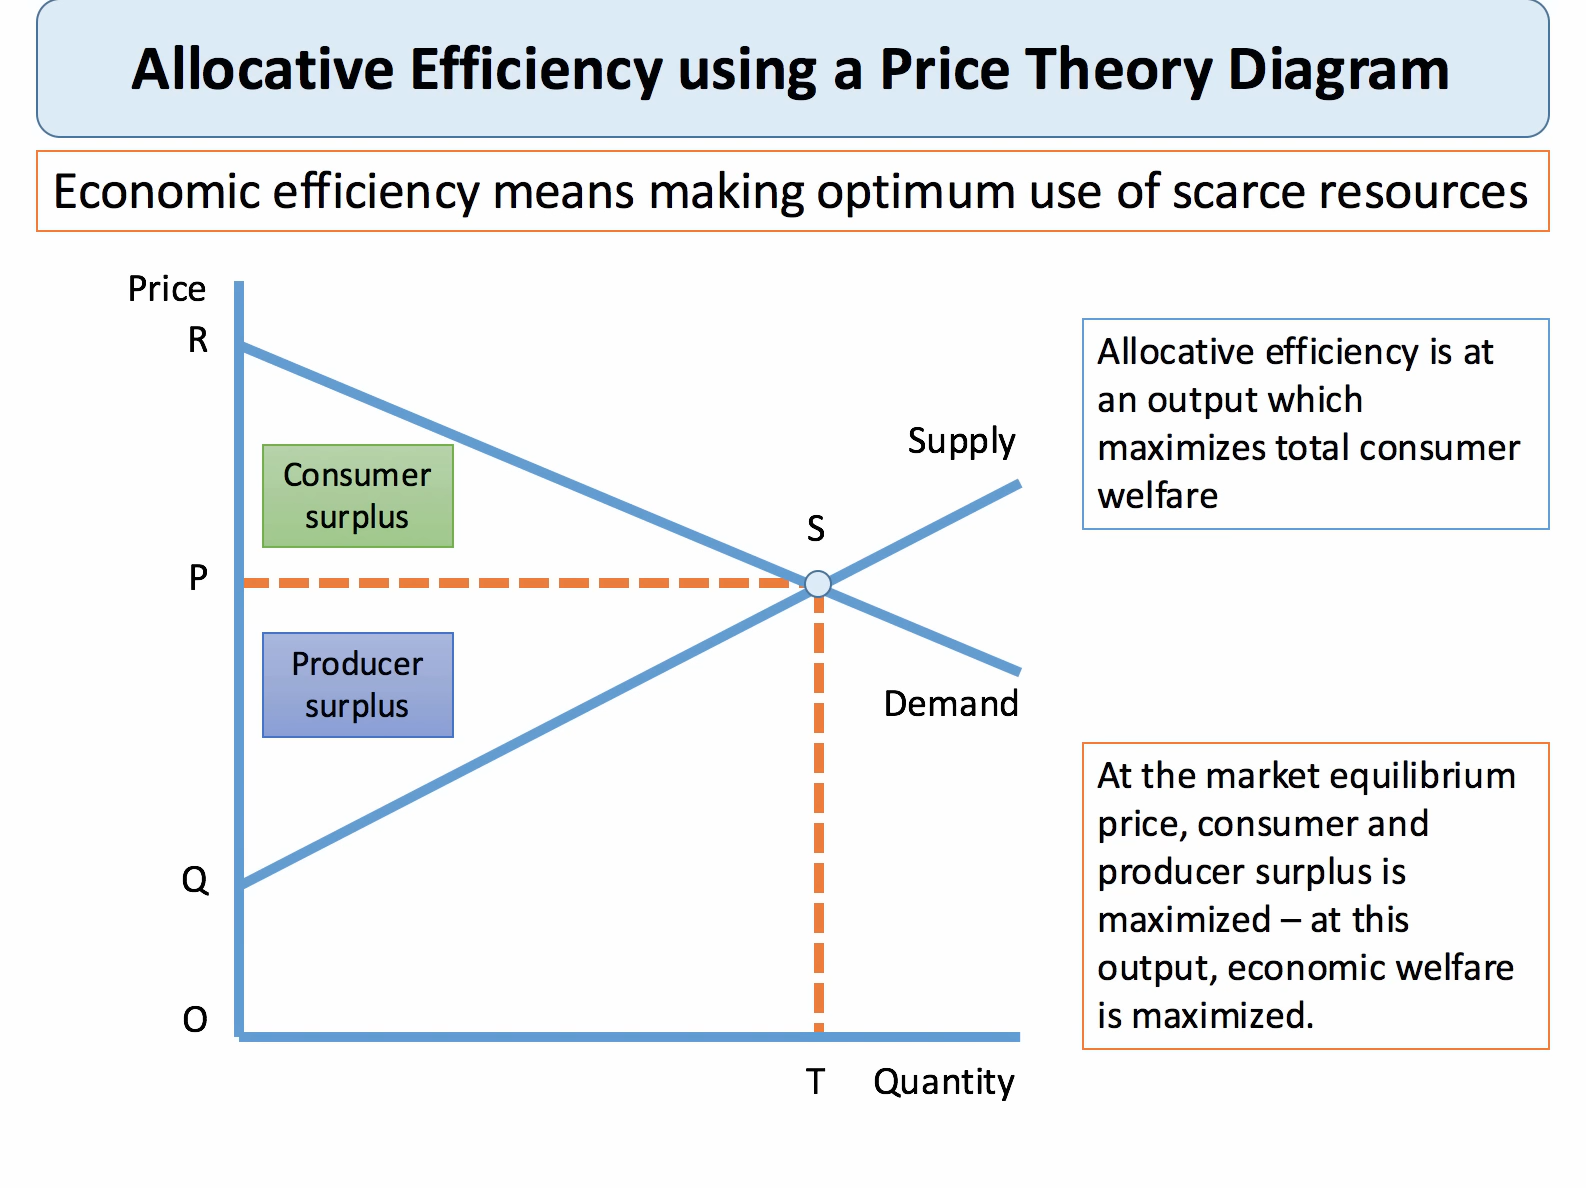 Allocative Efficiency using a Price Theory Diagram
Economic efficiency means making optimum use of scarce resources
Price
R
Consumer
surplus
P
Producer
surplus
Q
O
S
Supply
Demand
T
Quantity
Allocative efficiency is at
an output which
maximizes total consumer
welfare
At the market equilibrium
price, consumer and
producer surplus is
maximized – at this
output, economic welfare
is maximized.